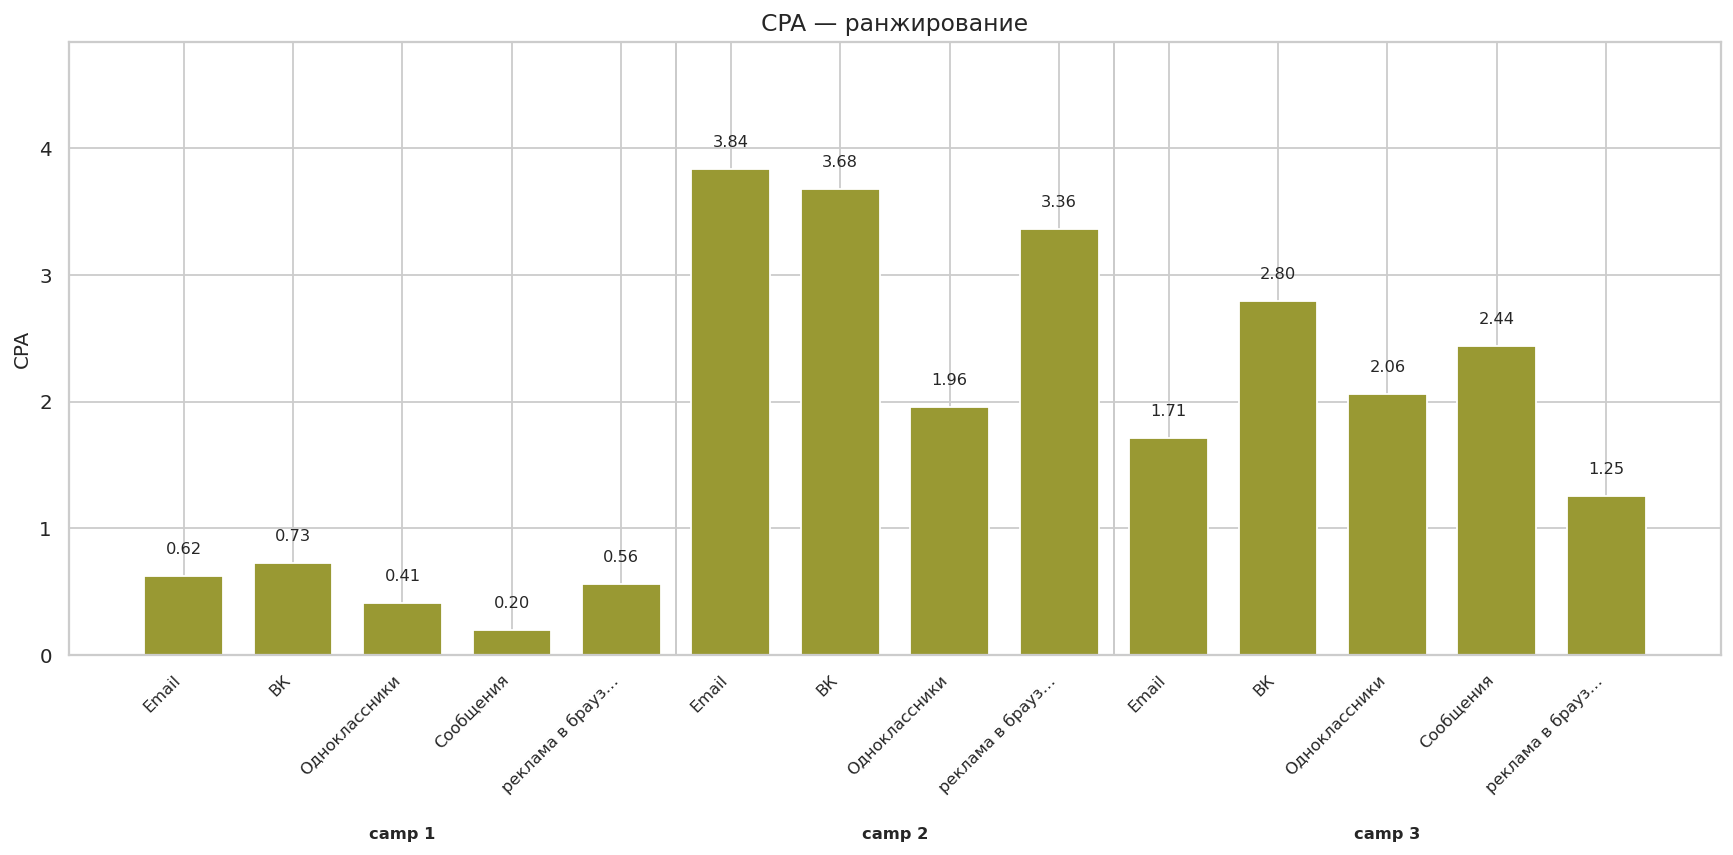 CPA — ранжирование
CPA
4
3
2
1
0
0.62
0.73
0.41
0.20
0.56
3.84
3.68
1.96
3.36
1.71
2.80
2.06
2.44
1.25
Email
ВК
Одноклассники
Сообщения
реклама в брауз...
Email
ВК
Одноклассники
реклама в брауз...
Email
ВК
Одноклассники
Сообщения
реклама в брауз...
camp 1
camp 2
camp 3